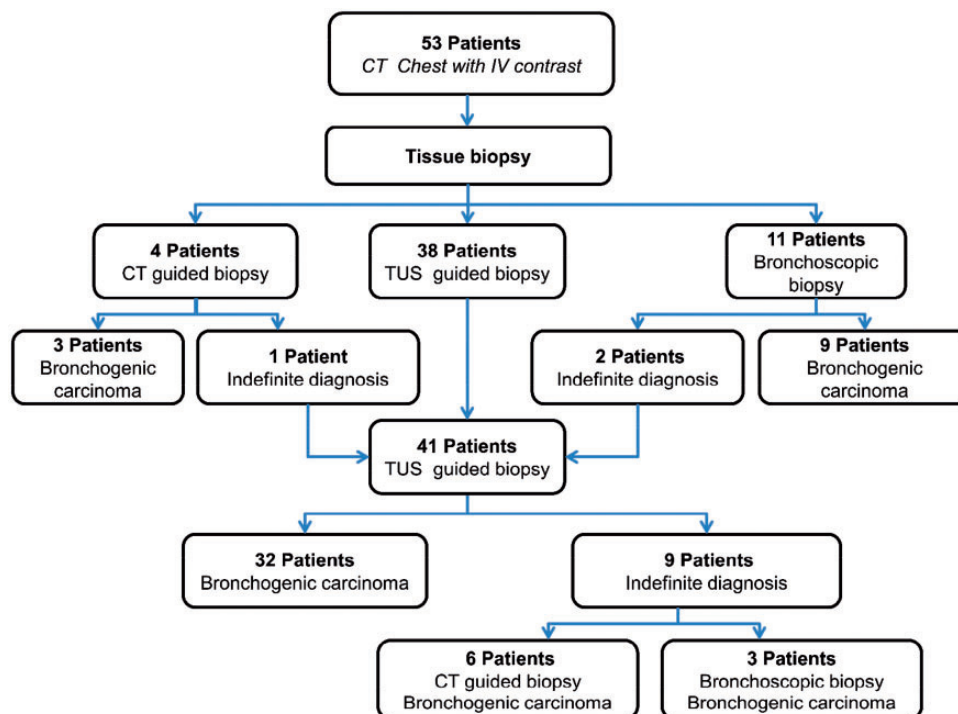 53 Patients
CT Chest with IV contrast
Tissue biopsy
4 Patients
CT guided biopsy
38 Patients
TUS guided biopsy
11 Patients
Bronchoscopic
biopsy
3 Patients
Bronchogenic
carcinoma
1 Patient
Indefinite diagnosis
2 Patients
Indefinite diagnosis
9 Patients
Bronchogenic
carcinoma
41 Patients
TUS guided biopsy
32 Patients
Bronchogenic carcinoma
9 Patients
Indefinite diagnosis
6 Patients
CT guided biopsy
Bronchogenic carcinoma
3 Patients
Bronchoscopic biopsy
Bronchogenic carcinoma